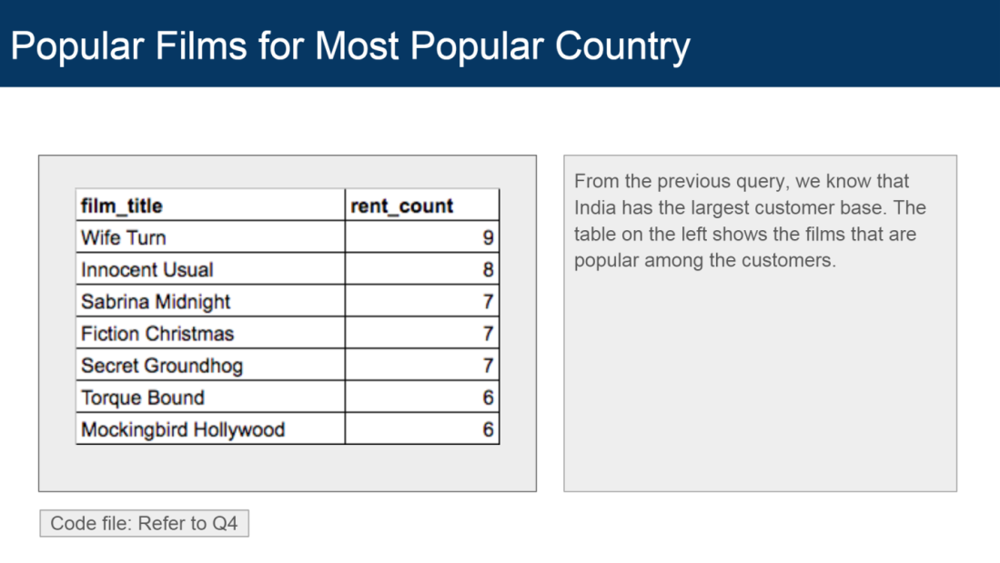 Popular Films for Most Popular Country
film_title rent_count
Wife Turn 9
Innocent Usual 8
Sabrina Midnight 7
Fiction Christmas 7
Secret Groundhog 7
Torque Bound 6
Mockingbird Hollywood 6
From the previous query, we know that
India has the largest customer base. The
table on the left shows the films that are
popular among the customers.
Code file: Refer to Q4